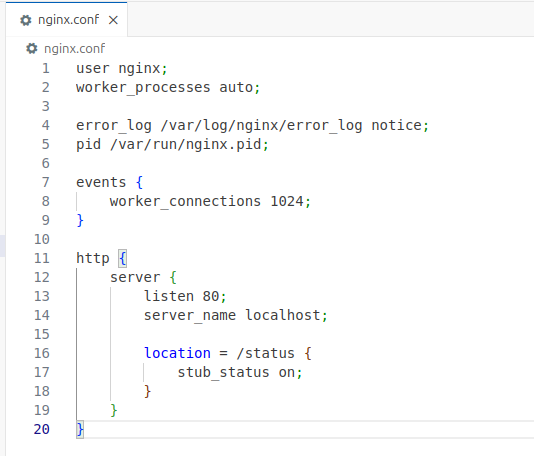 nginx.conf ×
nginx.conf
1 user nginx;
2 worker_processes auto;
3
4 error_log /var/log/nginx/error_log notice;
5 pid /var/run/nginx.pid;
6
7 events {
8     worker_connections 1024;
9 }
10
11 http {
12     server {
13         listen 80;
14         server_name localhost;
15
16         location = /status {
17             stub_status on;
18         }
19     }
20 }